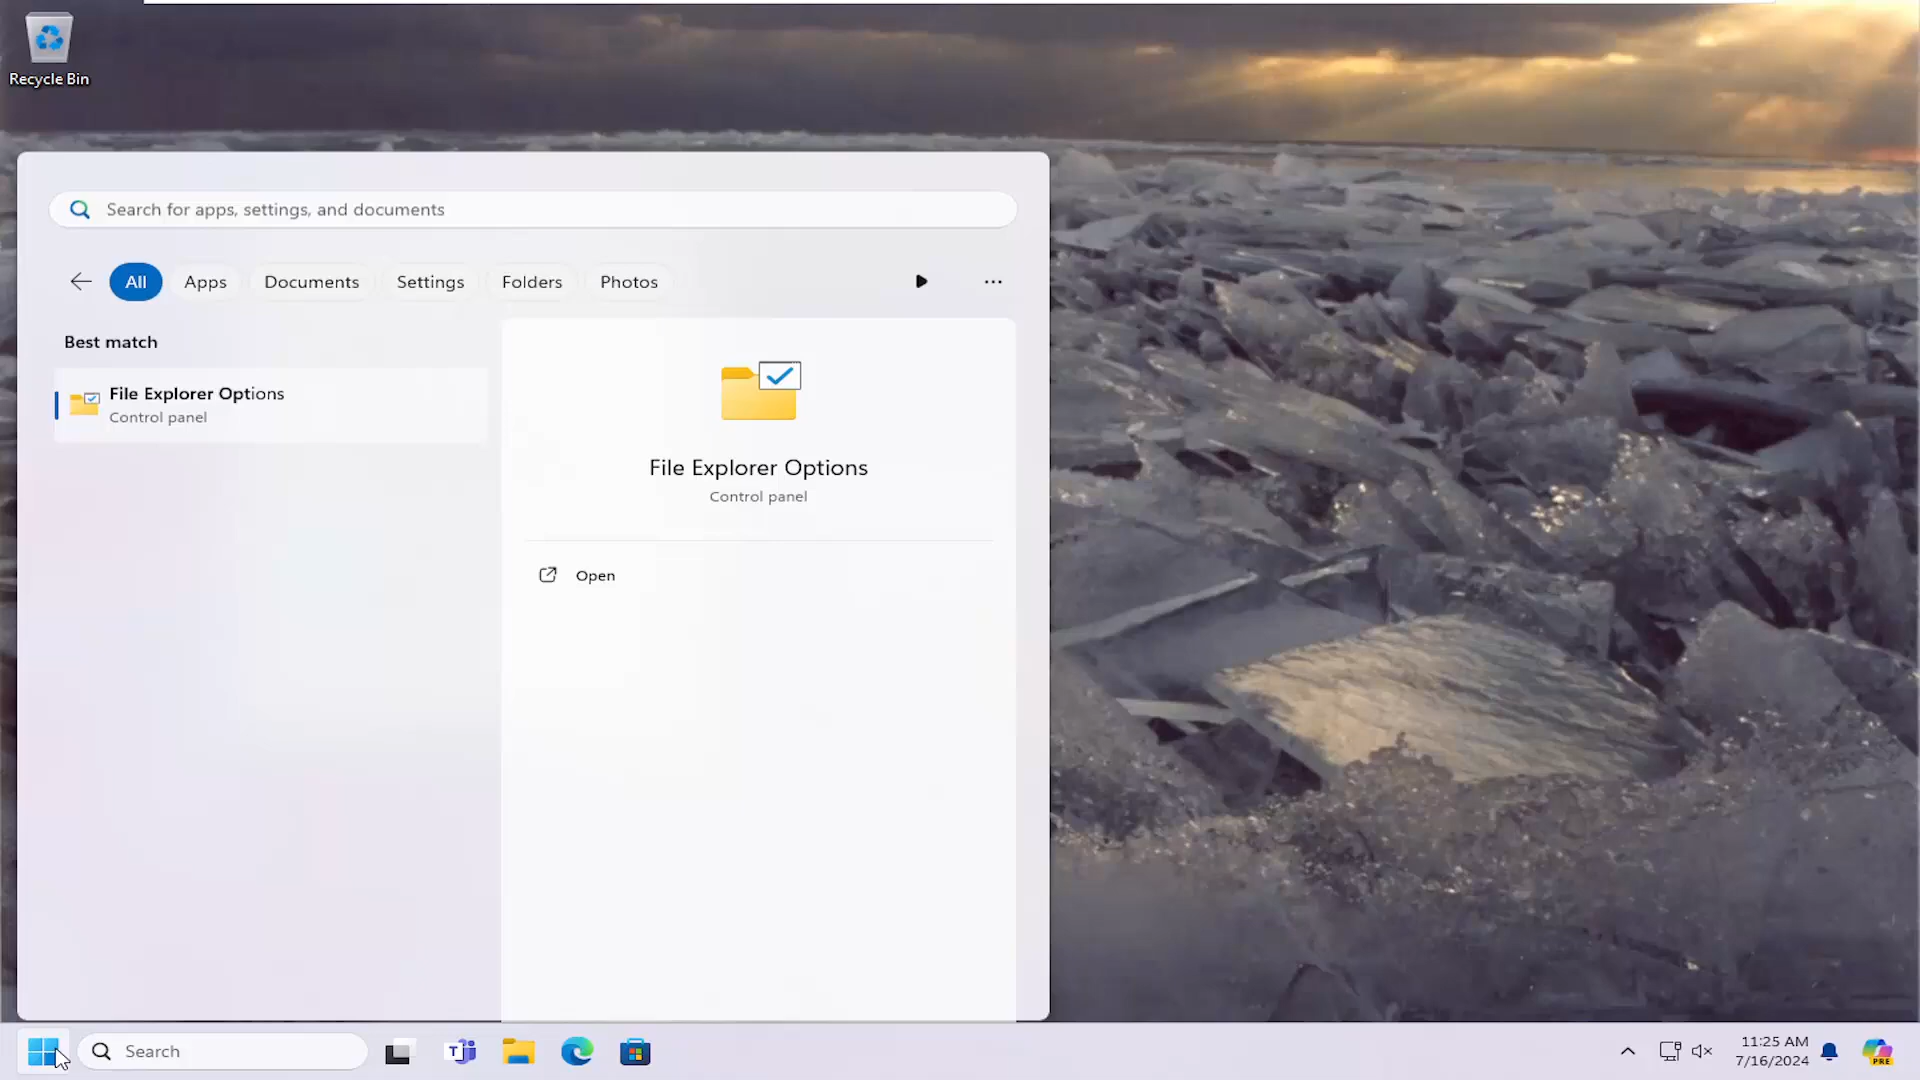 Recycle Bin
Search for apps, settings, and documents
All
Apps
Documents
Settings
Folders
Photos
Best match
File Explorer Options
Control panel
File Explorer Options
Control panel
Open
Search
T
11:25 AM
7/16/2024
PRE